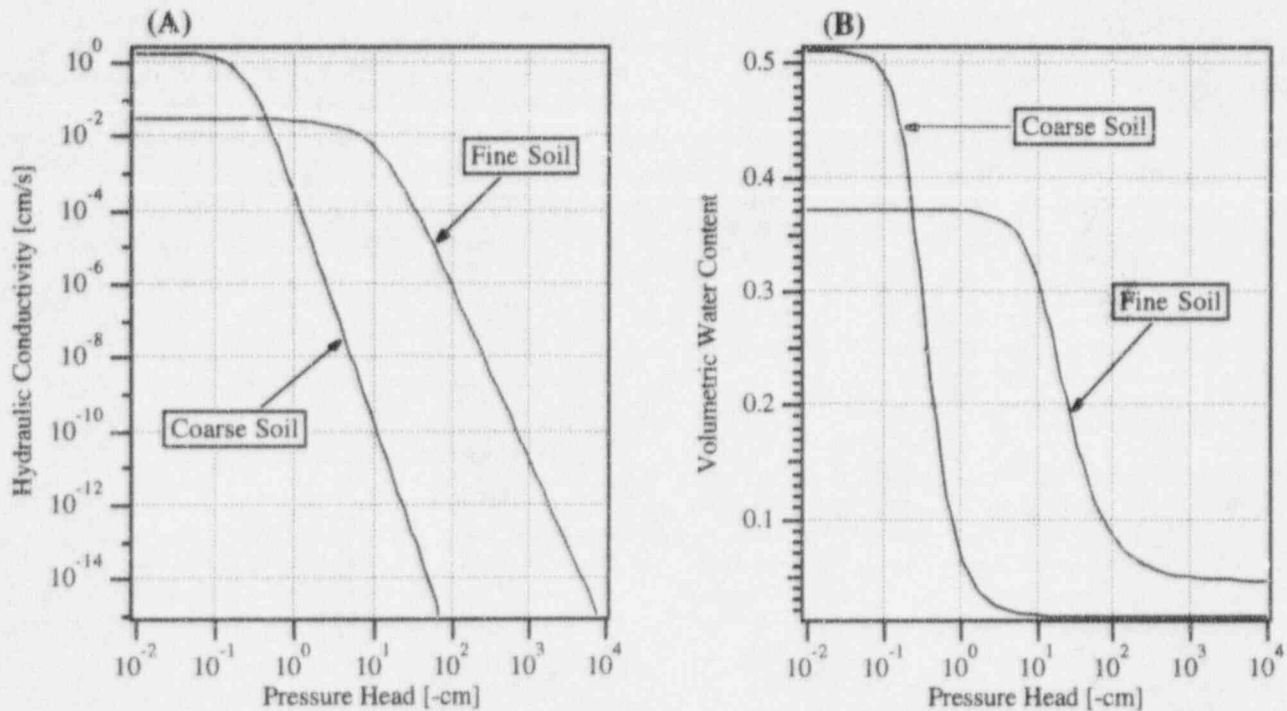 (A)
Hydraulic Conductivity [cm/s]
10^0
10^-2
10^-4
10^-6
10^-8
10^-10
10^-12
10^-14
Fine Soil
Coarse Soil
10^-2 10^-1 10^0 10^1 10^2 10^3 10^4
Pressure Head [-cm]
(B)
Volumetric Water Content
0.5
0.4
0.3
0.2
0.1
Coarse Soil
Fine Soil
10^-2 10^-1 10^0 10^1 10^2 10^3 10^4
Pressure Head [-cm]